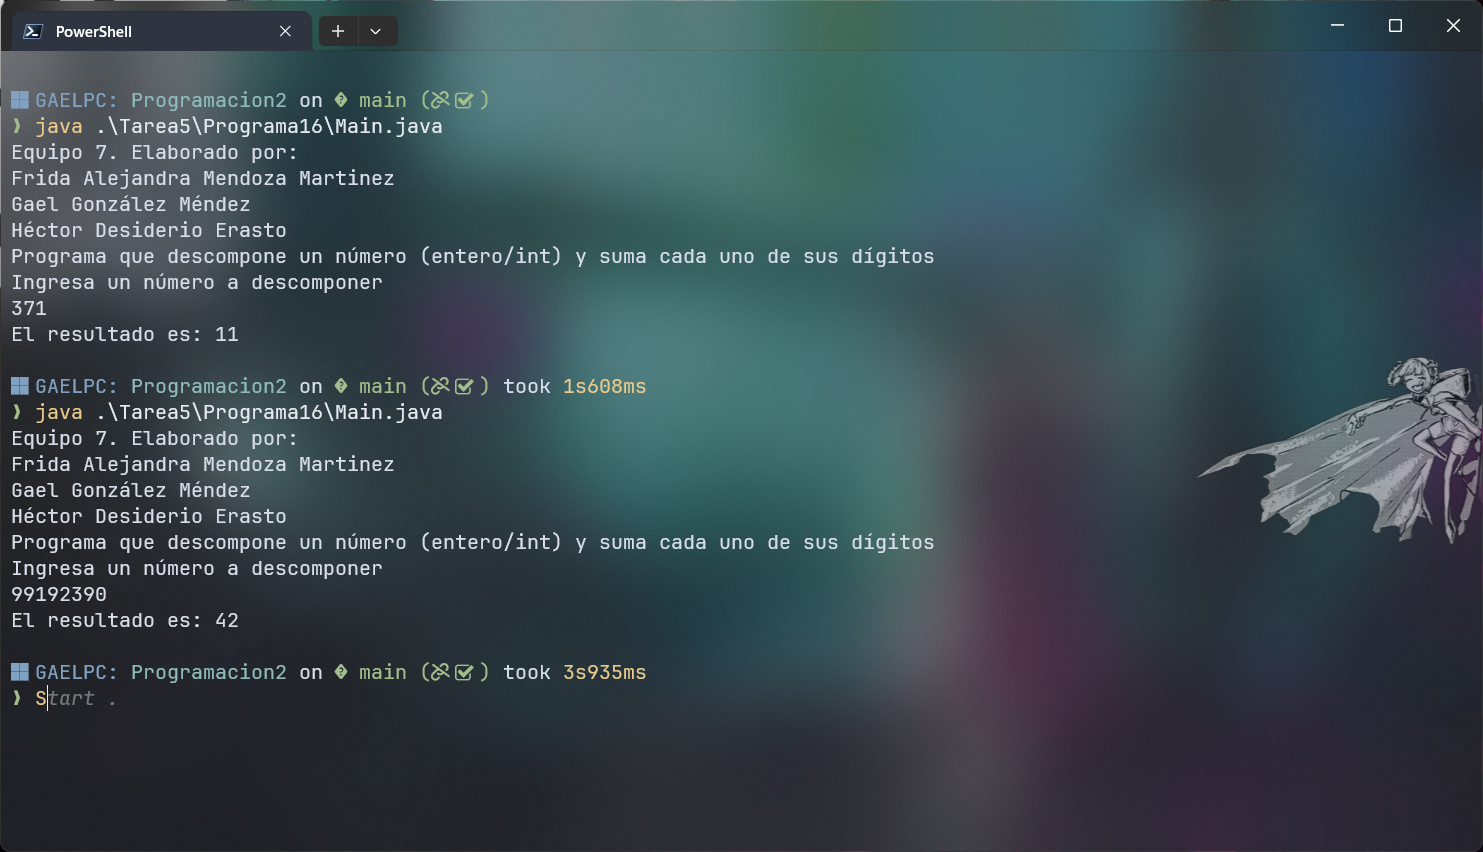 PowerShell
GAELPC: Programacion2 on main ( )
❯ java .\Tarea5\Programa16\Main.java
Equipo 7. Elaborado por:
Frida Alejandra Mendoza Martinez
Gael González Méndez
Héctor Desiderio Erasto
Programa que descompone un número (entero/int) y suma cada uno de sus dígitos
Ingresa un número a descomponer
371
El resultado es: 11
GAELPC: Programacion2 on main ( ) took 1s608ms
❯ java .\Tarea5\Programa16\Main.java
Equipo 7. Elaborado por:
Frida Alejandra Mendoza Martinez
Gael González Méndez
Héctor Desiderio Erasto
Programa que descompone un número (entero/int) y suma cada uno de sus dígitos
Ingresa un número a descomponer
99192390
El resultado es: 42
GAELPC: Programacion2 on main ( ) took 3s935ms
❯ Start .